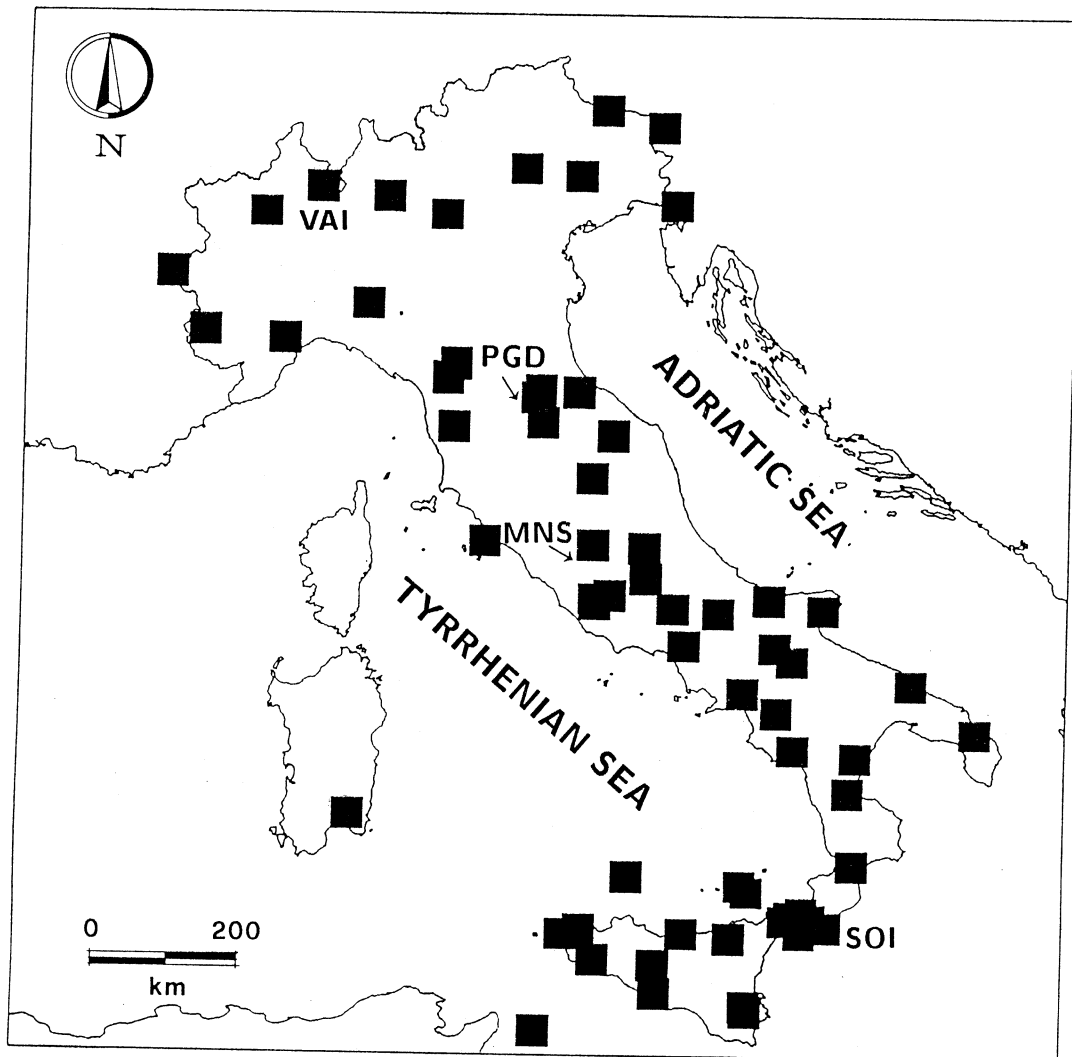 N
VAI
PGD
ADRIATIC SEA
MNS
TYRRHENIAN SEA
0 200
km
SOI